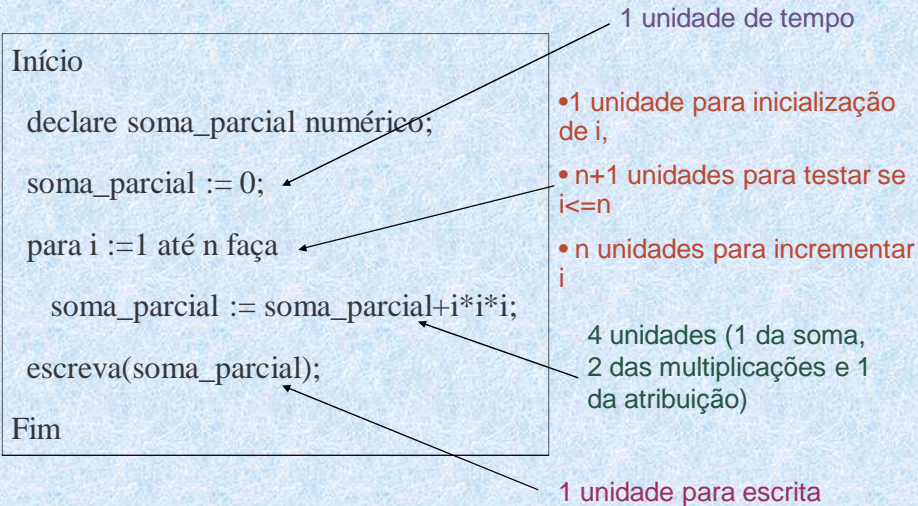 1 unidade de tempo
Início
declare soma_parcial numérico;
soma_parcial := 0;
para i :=1 até n faça
soma_parcial := soma_parcial+i*i*i;
escreva(soma_parcial);
Fim
•1 unidade para inicialização
de i,
• n+1 unidades para testar se
i<=n
• n unidades para incrementar
i
4 unidades (1 da soma,
2 das multiplicações e 1
da atribuição)
1 unidade para escrita